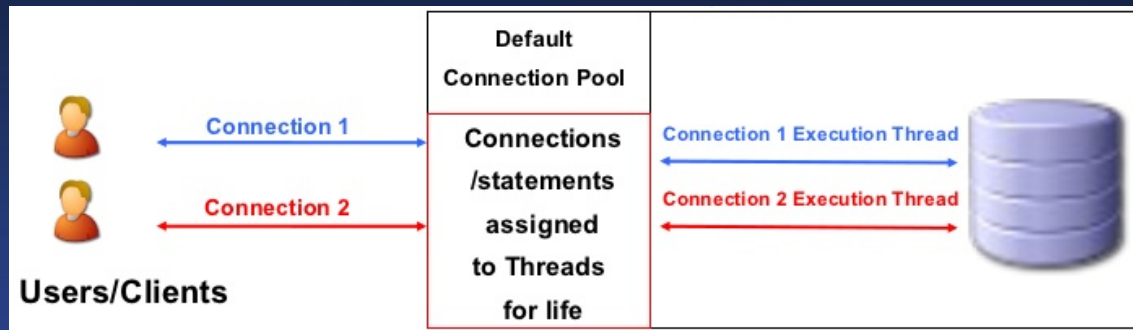 Default
Connection Pool
Connection 1
Connection 2
Users/Clients
Connections
/statements
assigned
to Threads
for life
Connection 1 Execution Thread
Connection 2 Execution Thread